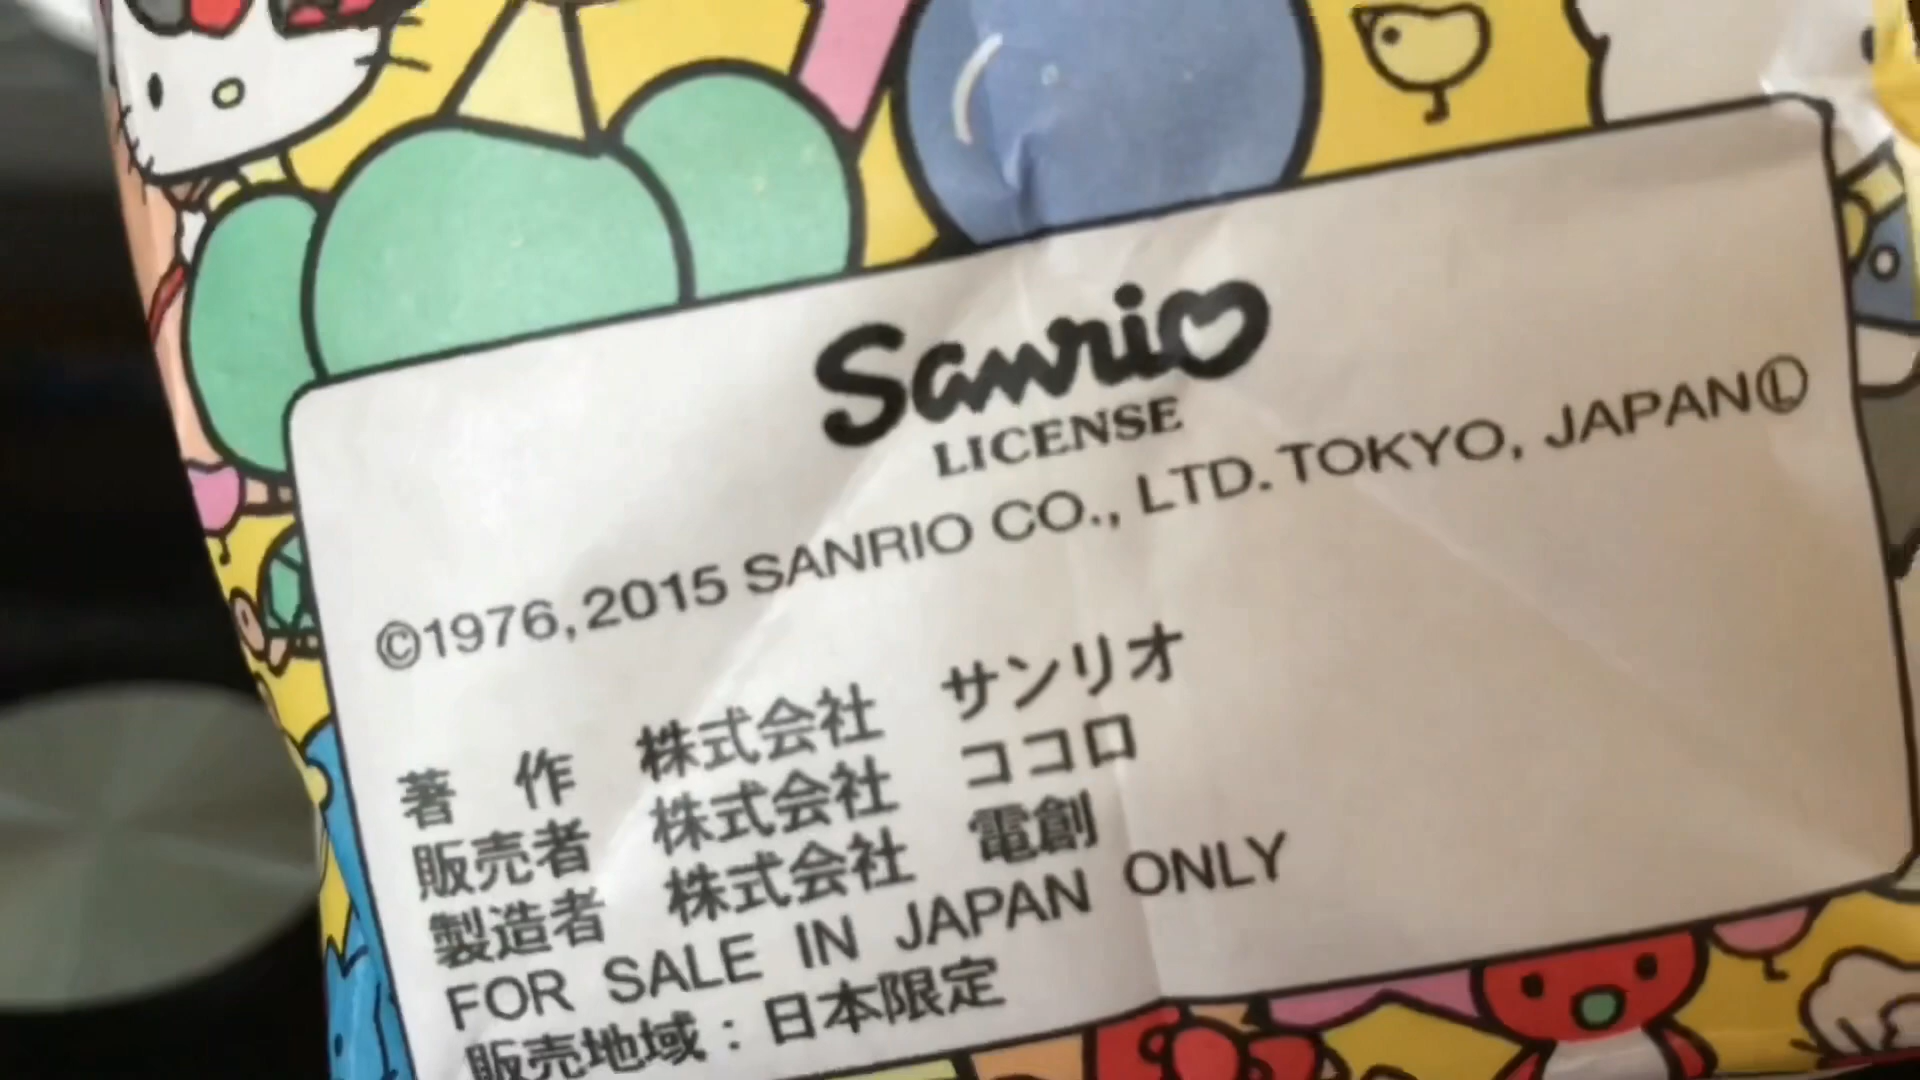 Sanrio
LICENSE
©1976,2015 SANRIO CO., LTD. TOKYO, JAPANⓁ
著　作　株式会社　サンリオ
販売者　株式会社　ココロ
製造者　株式会社　電創
FOR SALE IN JAPAN ONLY
販売地域：日本限定